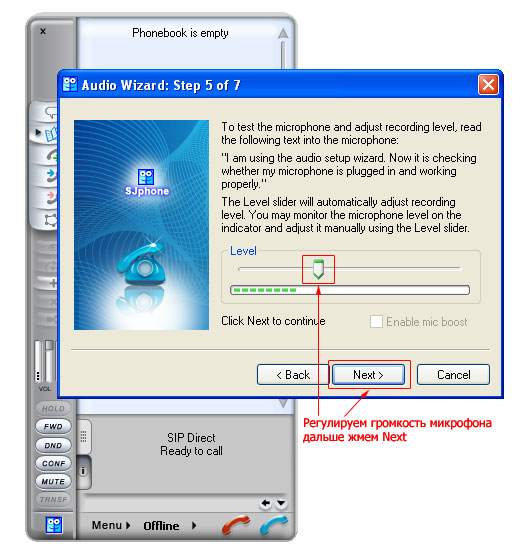 x
Phonebook is empty
Audio Wizard: Step 5 of 7
To test the microphone and adjust recording level, read
the following text into the microphone:
"I am using the audio setup wizard. Now it is checking
whether my microphone is plugged in and working
properly."
The Level slider will automatically adjust recording
level. You may monitor the microphone level on the
indicator and adjust it manually using the Level slider.
SJphone
Level
Click Next to continue
Enable mic boost
< Back
Next >
Cancel
Регулируем громкость микрофона
дальше жмем Next
VOL
HOLD
FWD
DND
CONF
MUTE
TRNSF
SIP Direct
Ready to call
i
Menu
Offline